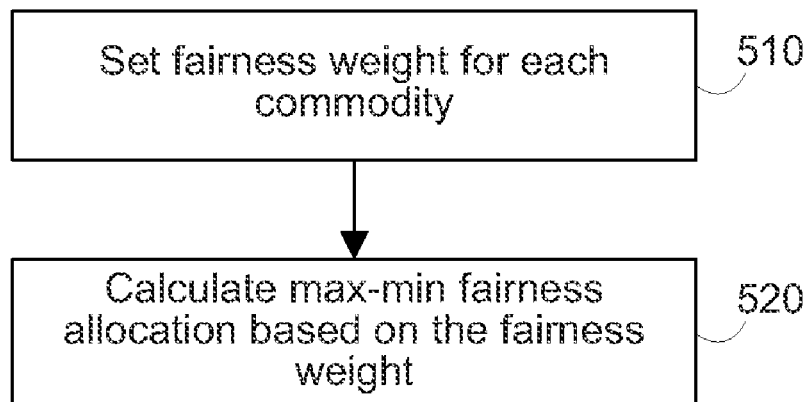 Set fairness weight for each
commodity
510
Calculate max-min fairness
allocation based on the fairness
weight
520